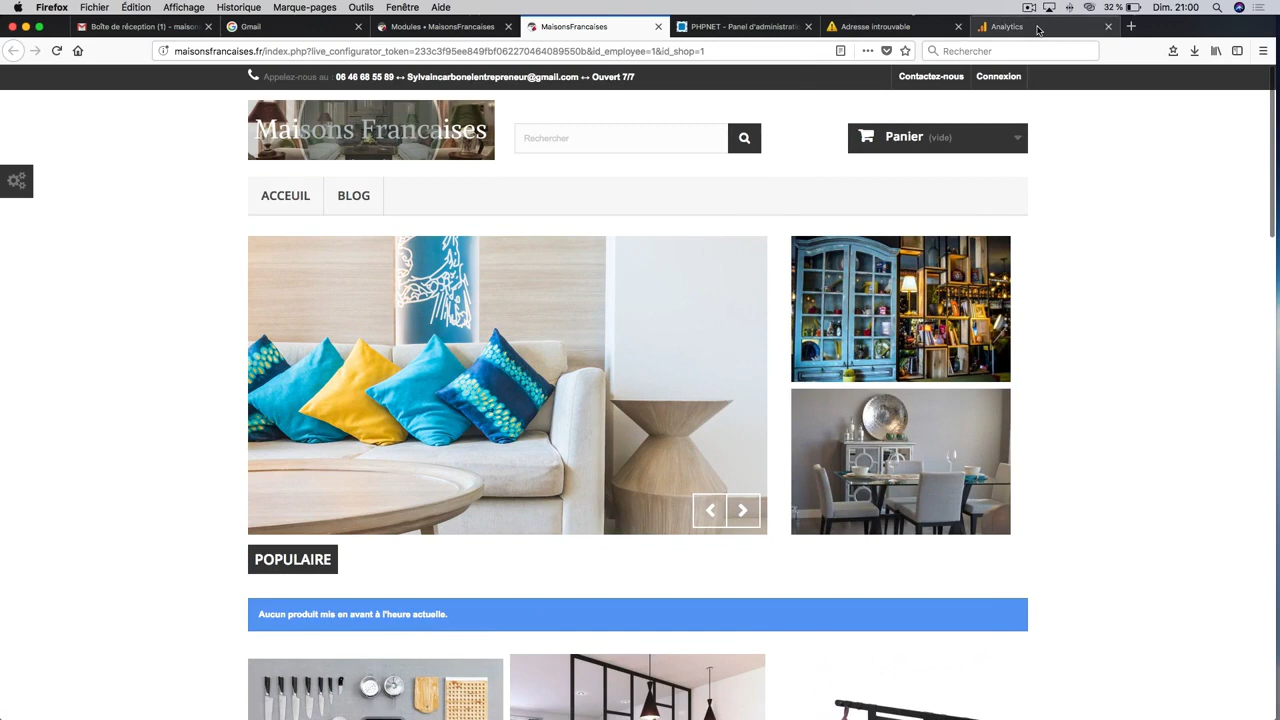 Firefox Fichier Édition Affichage Historique Marque-pages Outils Fenêtre Aide 32 % Dim. 21:00
Boîte de réception (1) - maison Gmail Modules • MaisonsFrancaises MaisonsFrancaises PHPNET - Panel d'administratio Adresse introuvable Analytics
maisonsfrancaises.fr/index.php?live_configurator_token=233c3f95ee849fbf062270464089550b&id_employee=1&id_shop=1 Rechercher
Appelez-nous au : 06 46 68 55 89 ↔ Sylvaincarbonelentrepreneur@gmail.com ↔ Ouvert 7/7 Contactez-nous Connexion
Maisons Francaises Rechercher Panier (vide)
ACCEUIL BLOG
POPULAIRE
Aucun produit mis en avant à l'heure actuelle.